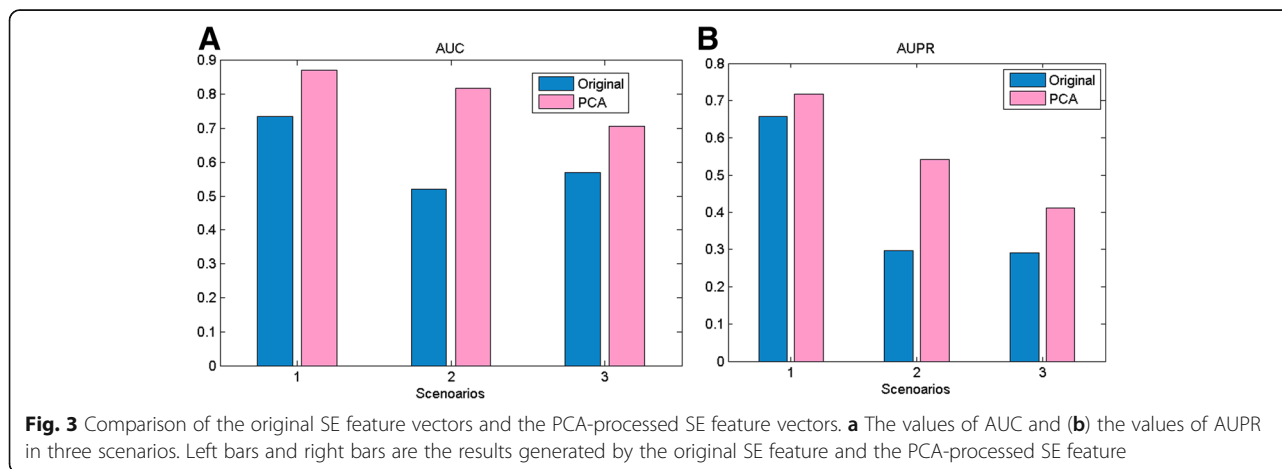 A
AUC
0.9
0.8
0.7
0.6
0.5
0.4
0.3
0.2
0.1
0
Original
PCA
1
2
3
Scenoarios
B
AUPR
0.8
0.7
0.6
0.5
0.4
0.3
0.2
0.1
0
Original
PCA
1
2
3
Scenoarios
Fig. 3 Comparison of the original SE feature vectors and the PCA-processed SE feature vectors. a The values of AUC and (b) the values of AUPR
in three scenarios. Left bars and right bars are the results generated by the original SE feature and the PCA-processed SE feature